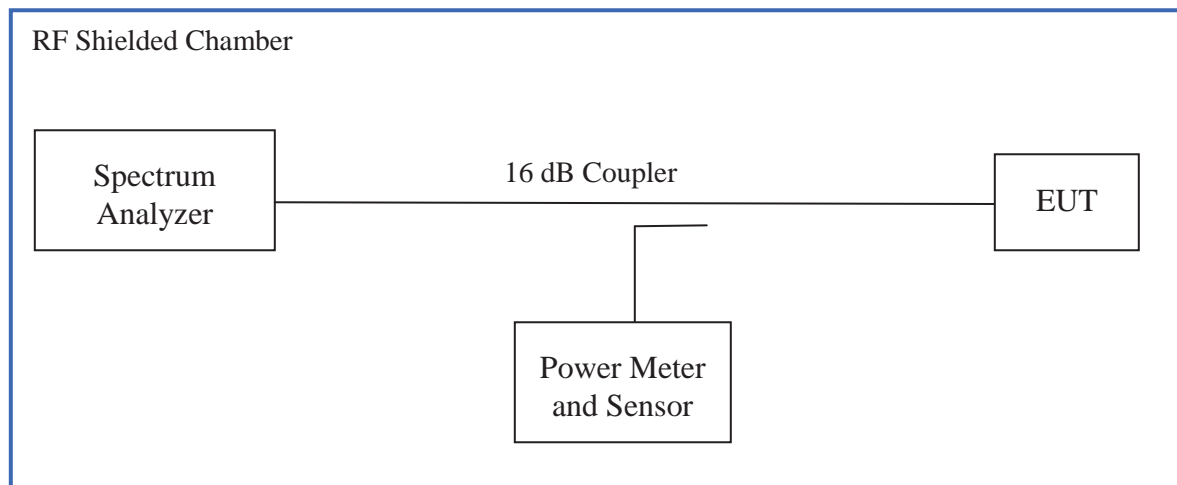 RF Shielded Chamber
Spectrum
Analyzer
16 dB Coupler
EUT
Power Meter
and Sensor